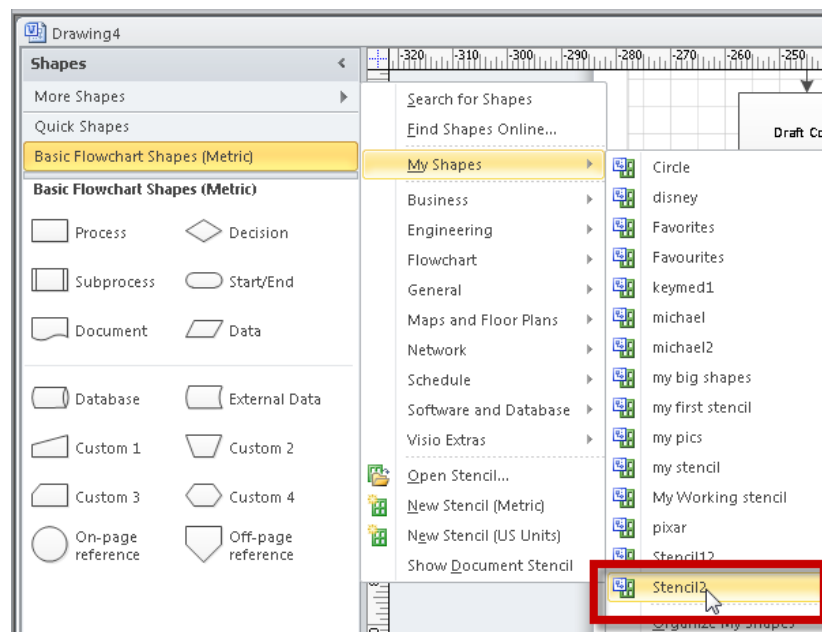 Drawing4
Shapes
-320 -310 -300 -290 -280 -270 -260 -250
More Shapes
Quick Shapes
Basic Flowchart Shapes (Metric)
Basic Flowchart Shapes (Metric)
Process
Decision
Subprocess
Start/End
Document
Data
Database
External Data
Custom 1
Custom 2
Custom 3
Custom 4
On-page
reference
Off-page
reference
Search for Shapes
Find Shapes Online...
My Shapes
Business
Engineering
Flowchart
General
Maps and Floor Plans
Network
Schedule
Software and Database
Visio Extras
Open Stencil...
New Stencil (Metric)
New Stencil (US Units)
Show Document Stencil
Circle
disney
Favorites
Favourites
keymed1
michael
michael2
my big shapes
my first stencil
my pics
my stencil
My Working stencil
pixar
Stencil12
Stencil2
Organize My Shapes
Draft Co